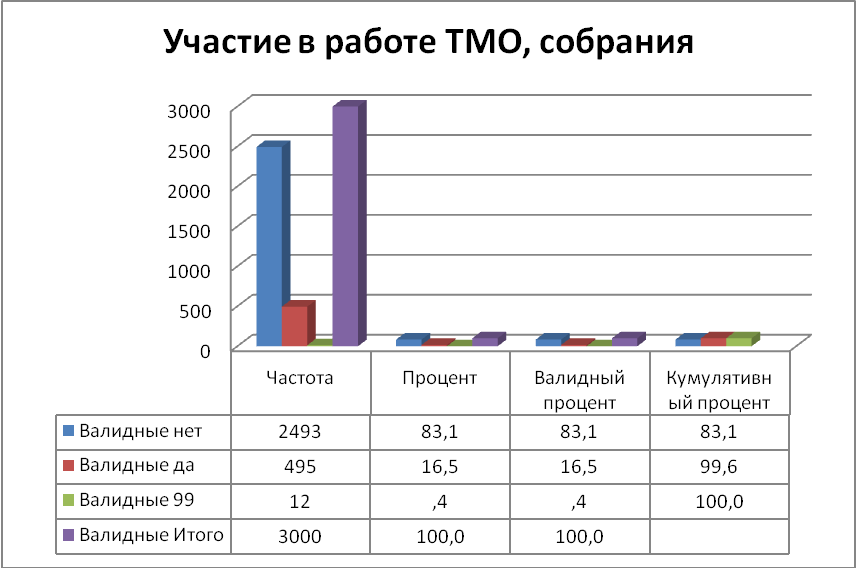 Участие в работе ТМО, собрания
3000
2500
2000
1500
1000
500
0
Частота Процент Валидный процент Кумулятивн ый процент
Валидные нет 2493 83,1 83,1 83,1
Валидные да 495 16,5 16,5 99,6
Валидные 99 12 ,4 ,4 100,0
Валидные Итого 3000 100,0 100,0